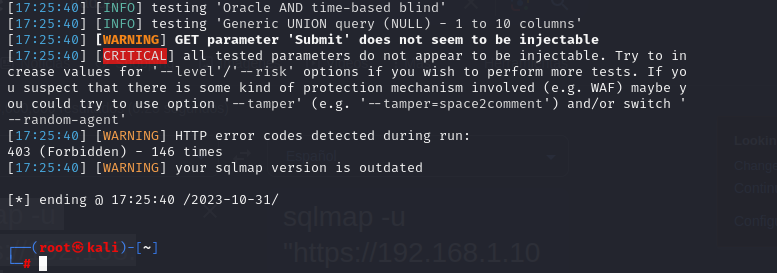 [17:25:40] [INFO] testing 'Oracle AND time-based blind'
[17:25:40] [INFO] testing 'Generic UNION query (NULL) - 1 to 10 columns'
[17:25:40] [WARNING] GET parameter 'Submit' does not seem to be injectable
[17:25:40] [CRITICAL] all tested parameters do not appear to be injectable. Try to in
crease values for '--level'/'--risk' options if you wish to perform more tests. If yo
u suspect that there is some kind of protection mechanism involved (e.g. WAF) maybe y
ou could try to use option '--tamper' (e.g. '--tamper=space2comment') and/or switch '
--random-agent'
[17:25:40] [WARNING] HTTP error codes detected during run:
403 (Forbidden) - 146 times
[17:25:40] [WARNING] your sqlmap version is outdated
[*] ending @ 17:25:40 /2023-10-31/
sqlmap -u
"https://192.168.1.10
┌──(root㉿kali)-[~]
└─#